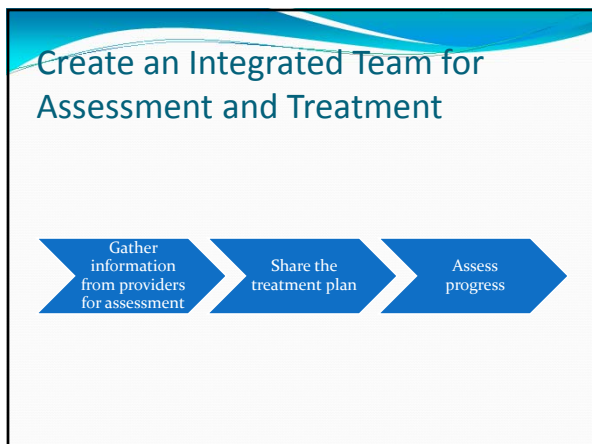 Create an Integrated Team for
Assessment and Treatment
Gather
information
from providers
for assessment
Share the
treatment plan
Assess
progress